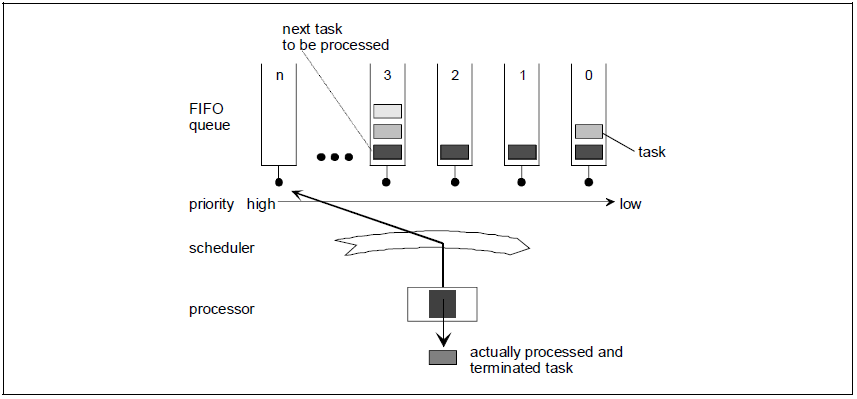 next task
to be processed
n
3
2
1
0
FIFO
queue
task
priority high
low
scheduler
processor
actually processed and
terminated task